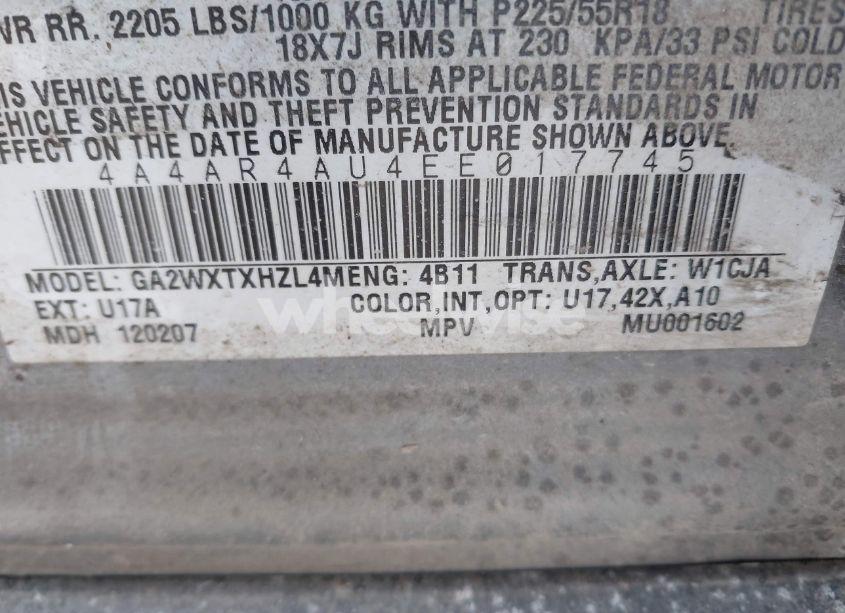 WR RR. 2205 LBS/1000 KG WITH P225/55R18 TIRES
18X7J RIMS AT 230 KPA/33 PSI COLD
IS VEHICLE CONFORMS TO ALL APPLICABLE FEDERAL MOTOR
EHICLE SAFETY AND THEFT PREVENTION STANDARDS IN
FFECT ON THE DATE OF MANUFACTURE SHOWN ABOVE.
4A4AR4AU4EE017745
MODEL: GA2WXTXHZL4M ENG: 4B11 TRANS,AXLE: W1CJA
EXT: U17A COLOR,INT,OPT: U17,42X,A10
MDH 120207 MPV MU001602
wheelwise